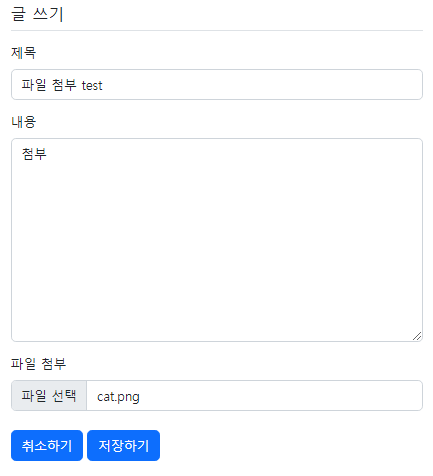 글 쓰기
제목
파일 첨부 test
내용
첨부
파일 첨부
파일 선택 cat.png
취소하기 저장하기